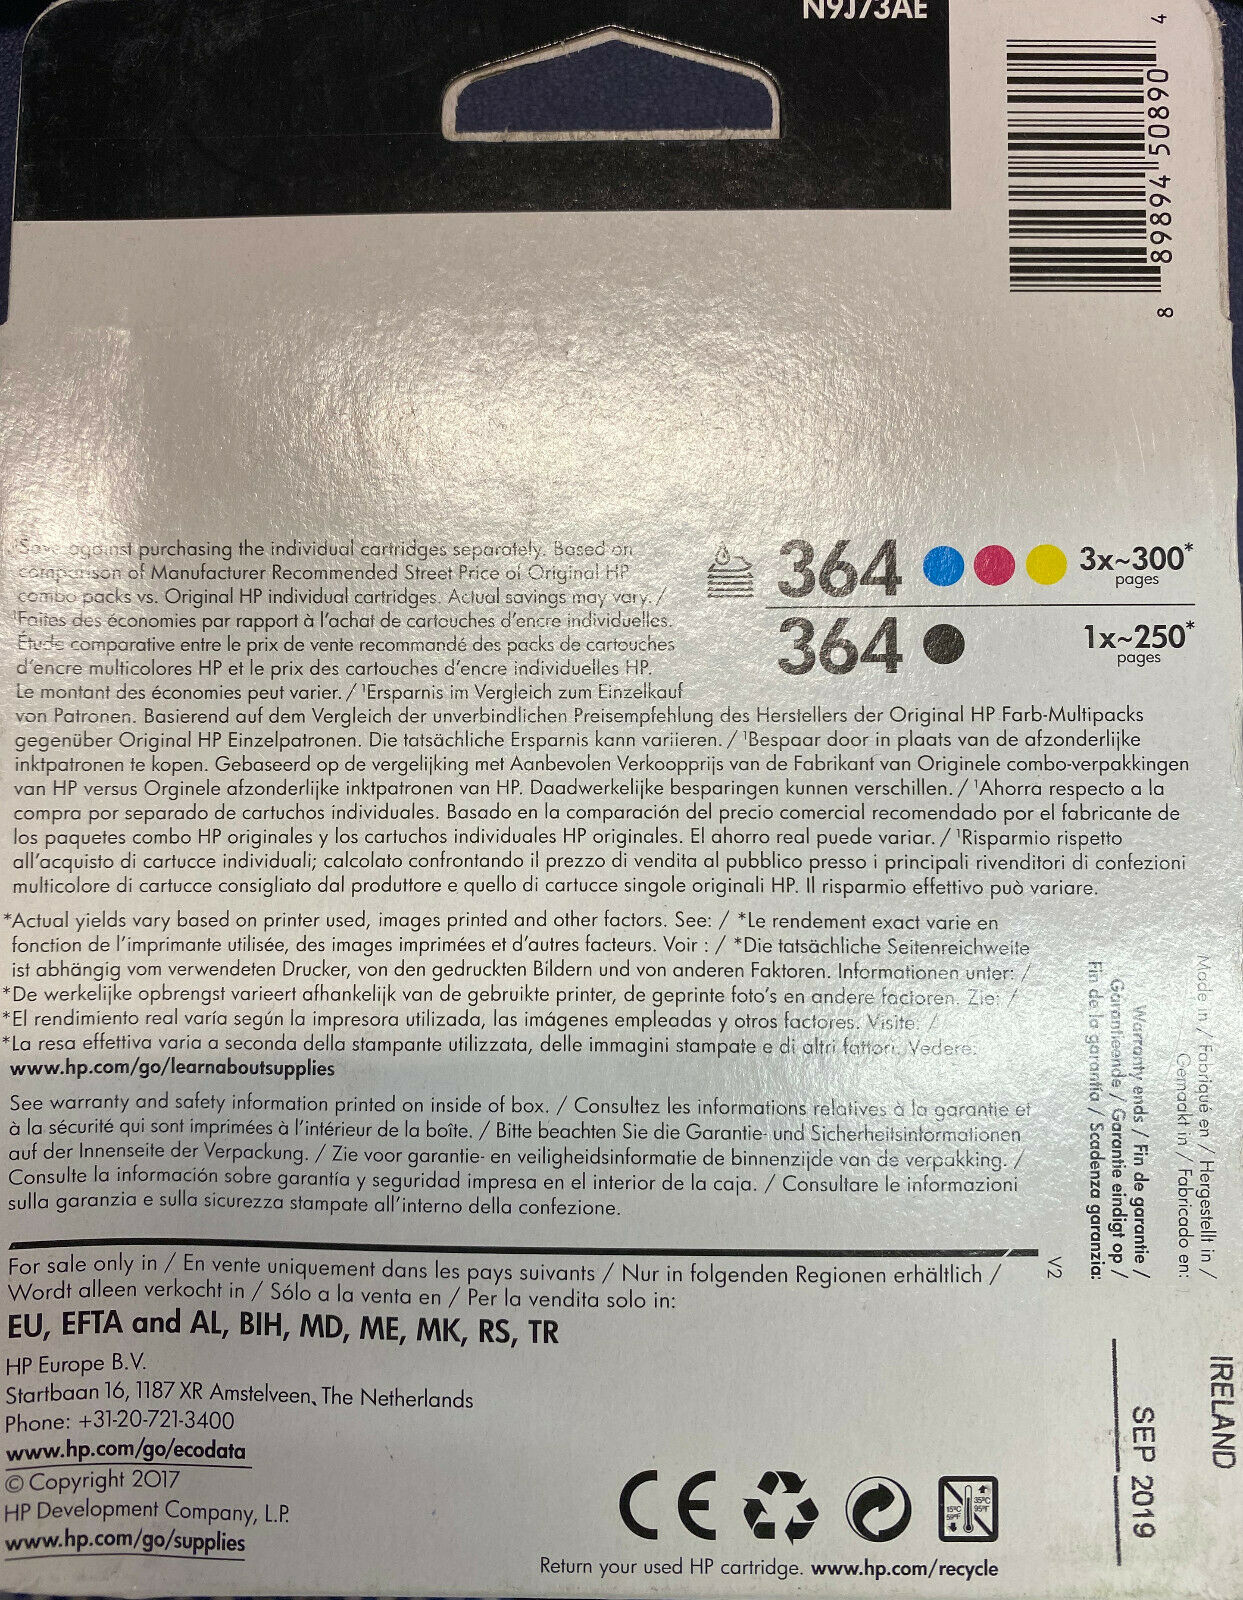 N9J73AE
8 89894 50890 4
364 3x~300*
pages
364 1x~250*
pages
¹Save against purchasing the individual cartridges separately. Based on
comparison of Manufacturer Recommended Street Price of Original HP
combo packs vs. Original HP individual cartridges. Actual savings may vary. /
¹Faites des économies par rapport à l'achat de cartouches d'encre individuelles.
Étude comparative entre le prix de vente recommandé des packs de cartouches
d'encre multicolores HP et le prix des cartouches d'encre individuelles HP.
Le montant des économies peut varier. / ¹Ersparnis im Vergleich zum Einzelkauf
von Patronen. Basierend auf dem Vergleich der unverbindlichen Preisempfehlung des Herstellers der Original HP Farb-Multipacks
gegenüber Original HP Einzelpatronen. Die tatsächliche Ersparnis kann variieren. / ¹Bespaar door in plaats van de afzonderlijke
inktpatronen te kopen. Gebaseerd op de vergelijking met Aanbevolen Verkoopprijs van de Fabrikant van Originele combo-verpakkingen
van HP versus Orginele afzonderlijke inktpatronen van HP. Daadwerkelijke besparingen kunnen verschillen. / ¹Ahorra respecto a la
compra por separado de cartuchos individuales. Basado en la comparación del precio comercial recomendado por el fabricante de
los paquetes combo HP originales y los cartuchos individuales HP originales. El ahorro real puede variar. / ¹Risparmio rispetto
all'acquisto di cartucce individuali; calcolato confrontando il prezzo di vendita al pubblico presso i principali rivenditori di confezioni
multicolore di cartucce consigliato dal produttore e quello di cartucce singole originali HP. Il risparmio effettivo può variare.
*Actual yields vary based on printer used, images printed and other factors. See: / *Le rendement exact varie en
fonction de l'imprimante utilisée, des images imprimées et d'autres facteurs. Voir : / *Die tatsächliche Seitenreichweite
ist abhängig vom verwendeten Drucker, von den gedruckten Bildern und von anderen Faktoren. Informationen unter: /
*De werkelijke opbrengst varieert afhankelijk van de gebruikte printer, de geprinte foto's en andere factoren. Zie: /
*El rendimiento real varía según la impresora utilizada, las imágenes empleadas y otros factores. Visite: /
*La resa effettiva varia a seconda della stampante utilizzata, delle immagini stampate e di altri fattori. Vedere:
www.hp.com/go/learnaboutsupplies
See warranty and safety information printed on inside of box. / Consultez les informations relatives à la garantie et
à la sécurité qui sont imprimées à l'intérieur de la boîte. / Bitte beachten Sie die Garantie- und Sicherheitsinformationen
auf der Innenseite der Verpackung. / Zie voor garantie- en veiligheidsinformatie de binnenzijde van de verpakking. /
Consulte la información sobre garantía y seguridad impresa en el interior de la caja. / Consultare le informazioni
sulla garanzia e sulla sicurezza stampate all'interno della confezione.
For sale only in / En vente uniquement dans les pays suivants / Nur in folgenden Regionen erhältlich /
Wordt alleen verkocht in / Sólo a la venta en / Per la vendita solo in:
EU, EFTA and AL, BIH, MD, ME, MK, RS, TR
HP Europe B.V.
Startbaan 16, 1187 XR Amstelveen, The Netherlands
Phone: +31-20-721-3400
www.hp.com/go/ecodata
© Copyright 2017
HP Development Company, L.P.
www.hp.com/go/supplies
CE
15°C
59°F
35°C
95°F
Return your used HP cartridge. www.hp.com/recycle
V2
Made in / Fabriqué en / Hergestellt in /
Gemaakt in / Fabricado en:
IRELAND
Warranty ends / Fin de garantie /
Garantieende / Garantie eindigt op /
Fin de la garantía / Scadenza garanzia:
SEP 2019